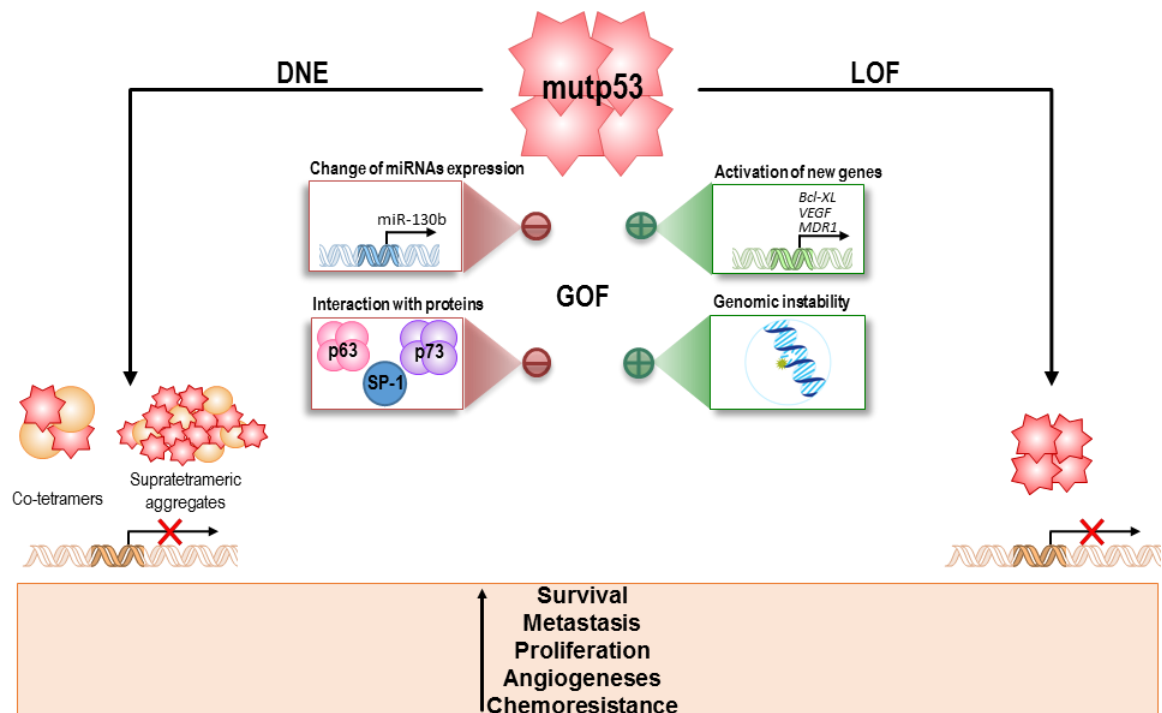 DNE
mutp53
LOF
Change of miRNAs expression
miR-130b
Activation of new genes
Bcl-XL
VEGF
MDR1
GOF
Interaction with proteins
p63
p73
SP-1
Genomic instability
Co-tetramers
Supratetrameric
aggregates
Survival
Metastasis
Proliferation
Angiogeneses
Chemoresistance